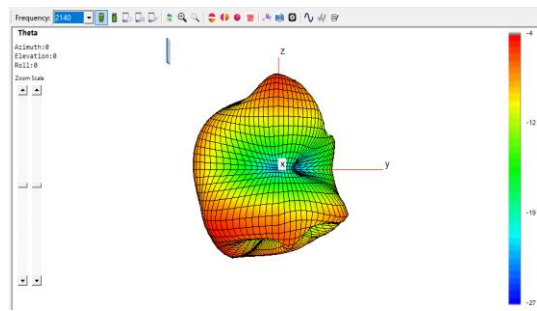 Frequency: 2140
Theta
Azimuth:0
Elevation:0
Roll:0
Zoom Scale
z
x
y
-4
-12
-19
-27